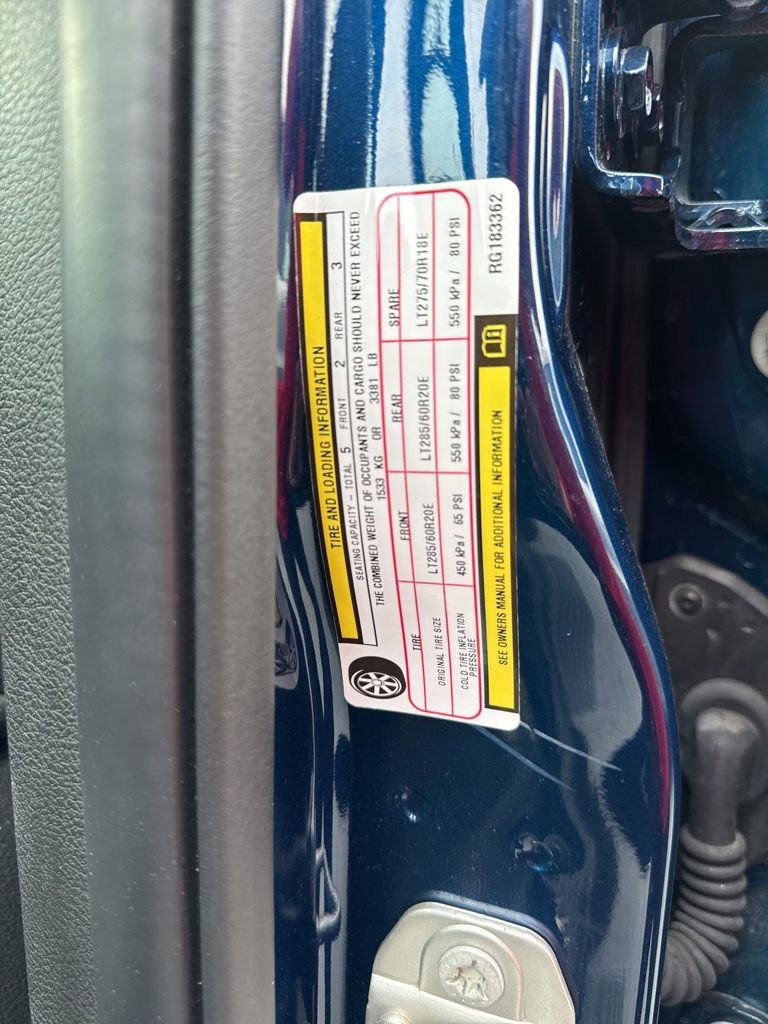 TIRE AND LOADING INFORMATION
SEATING CAPACITY - TOTAL 5 FRONT 2 REAR 3
THE COMBINED WEIGHT OF OCCUPANTS AND CARGO SHOULD NEVER EXCEED
1533 KG OR 3381 LB
TIRE FRONT REAR SPARE
ORIGINAL TIRE SIZE LT285/60R20E LT285/60R20E LT275/70R18E
COLD TIRE INFLATION PRESSURE 450 kPa / 65 PSI 550 kPa / 80 PSI 550 kPa / 80 PSI
SEE OWNERS MANUAL FOR ADDITIONAL INFORMATION
RG183362